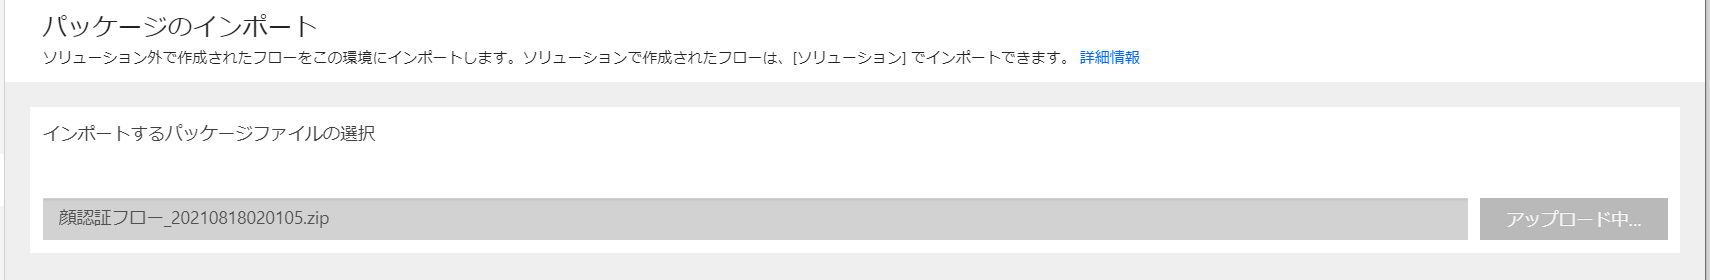 パッケージのインポート
ソリューション外で作成されたフローをこの環境にインポートします。ソリューションで作成されたフローは、[ソリューション] でインポートできます。 詳細情報
インポートするパッケージファイルの選択
顔認証フロー_20210818020105.zip アップロード中...